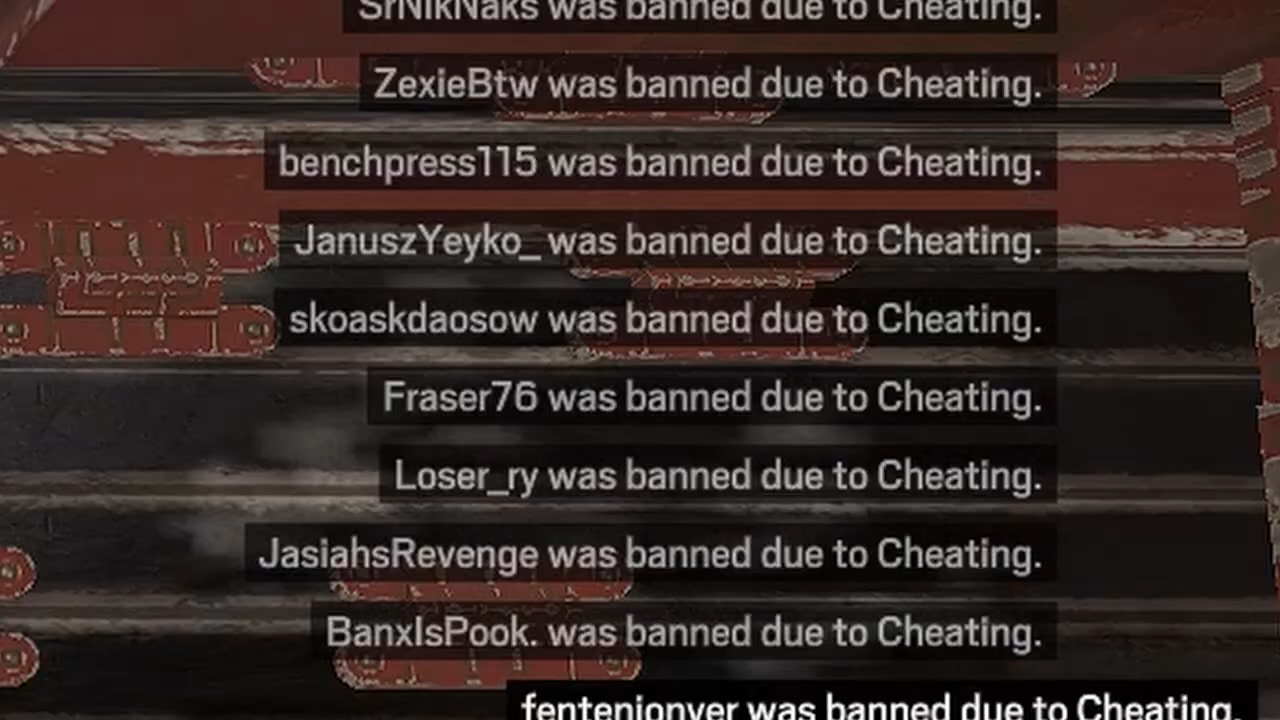 SrNikNaks was banned due to Cheating.
ZexieBtw was banned due to Cheating.
benchpress115 was banned due to Cheating.
JanuszYeyko_ was banned due to Cheating.
skoaskdaosow was banned due to Cheating.
Fraser76 was banned due to Cheating.
Loser_ry was banned due to Cheating.
JasiahsRevenge was banned due to Cheating.
BanxIsPook. was banned due to Cheating.
fentenjonyer was banned due to Cheating.